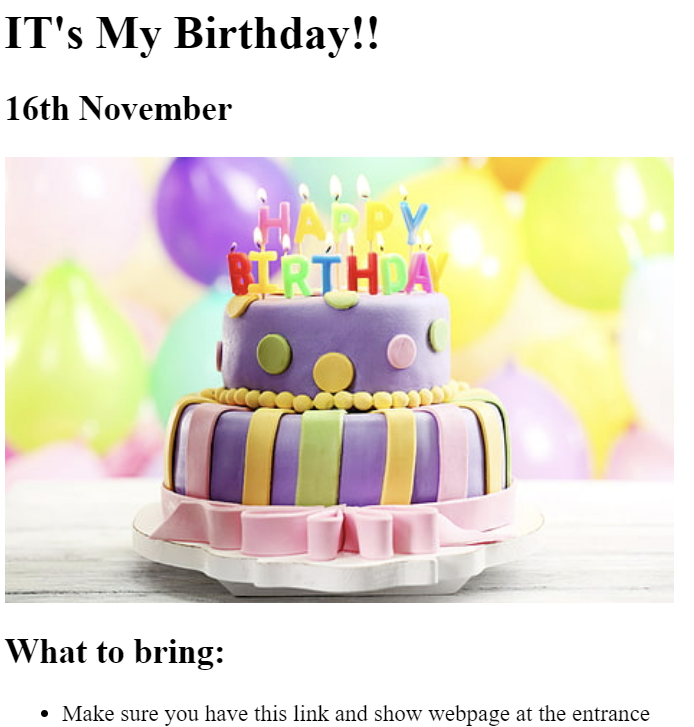 IT's My Birthday!!
16th November
HAPPY
BIRTHDAY
What to bring:
• Make sure you have this link and show webpage at the entrance